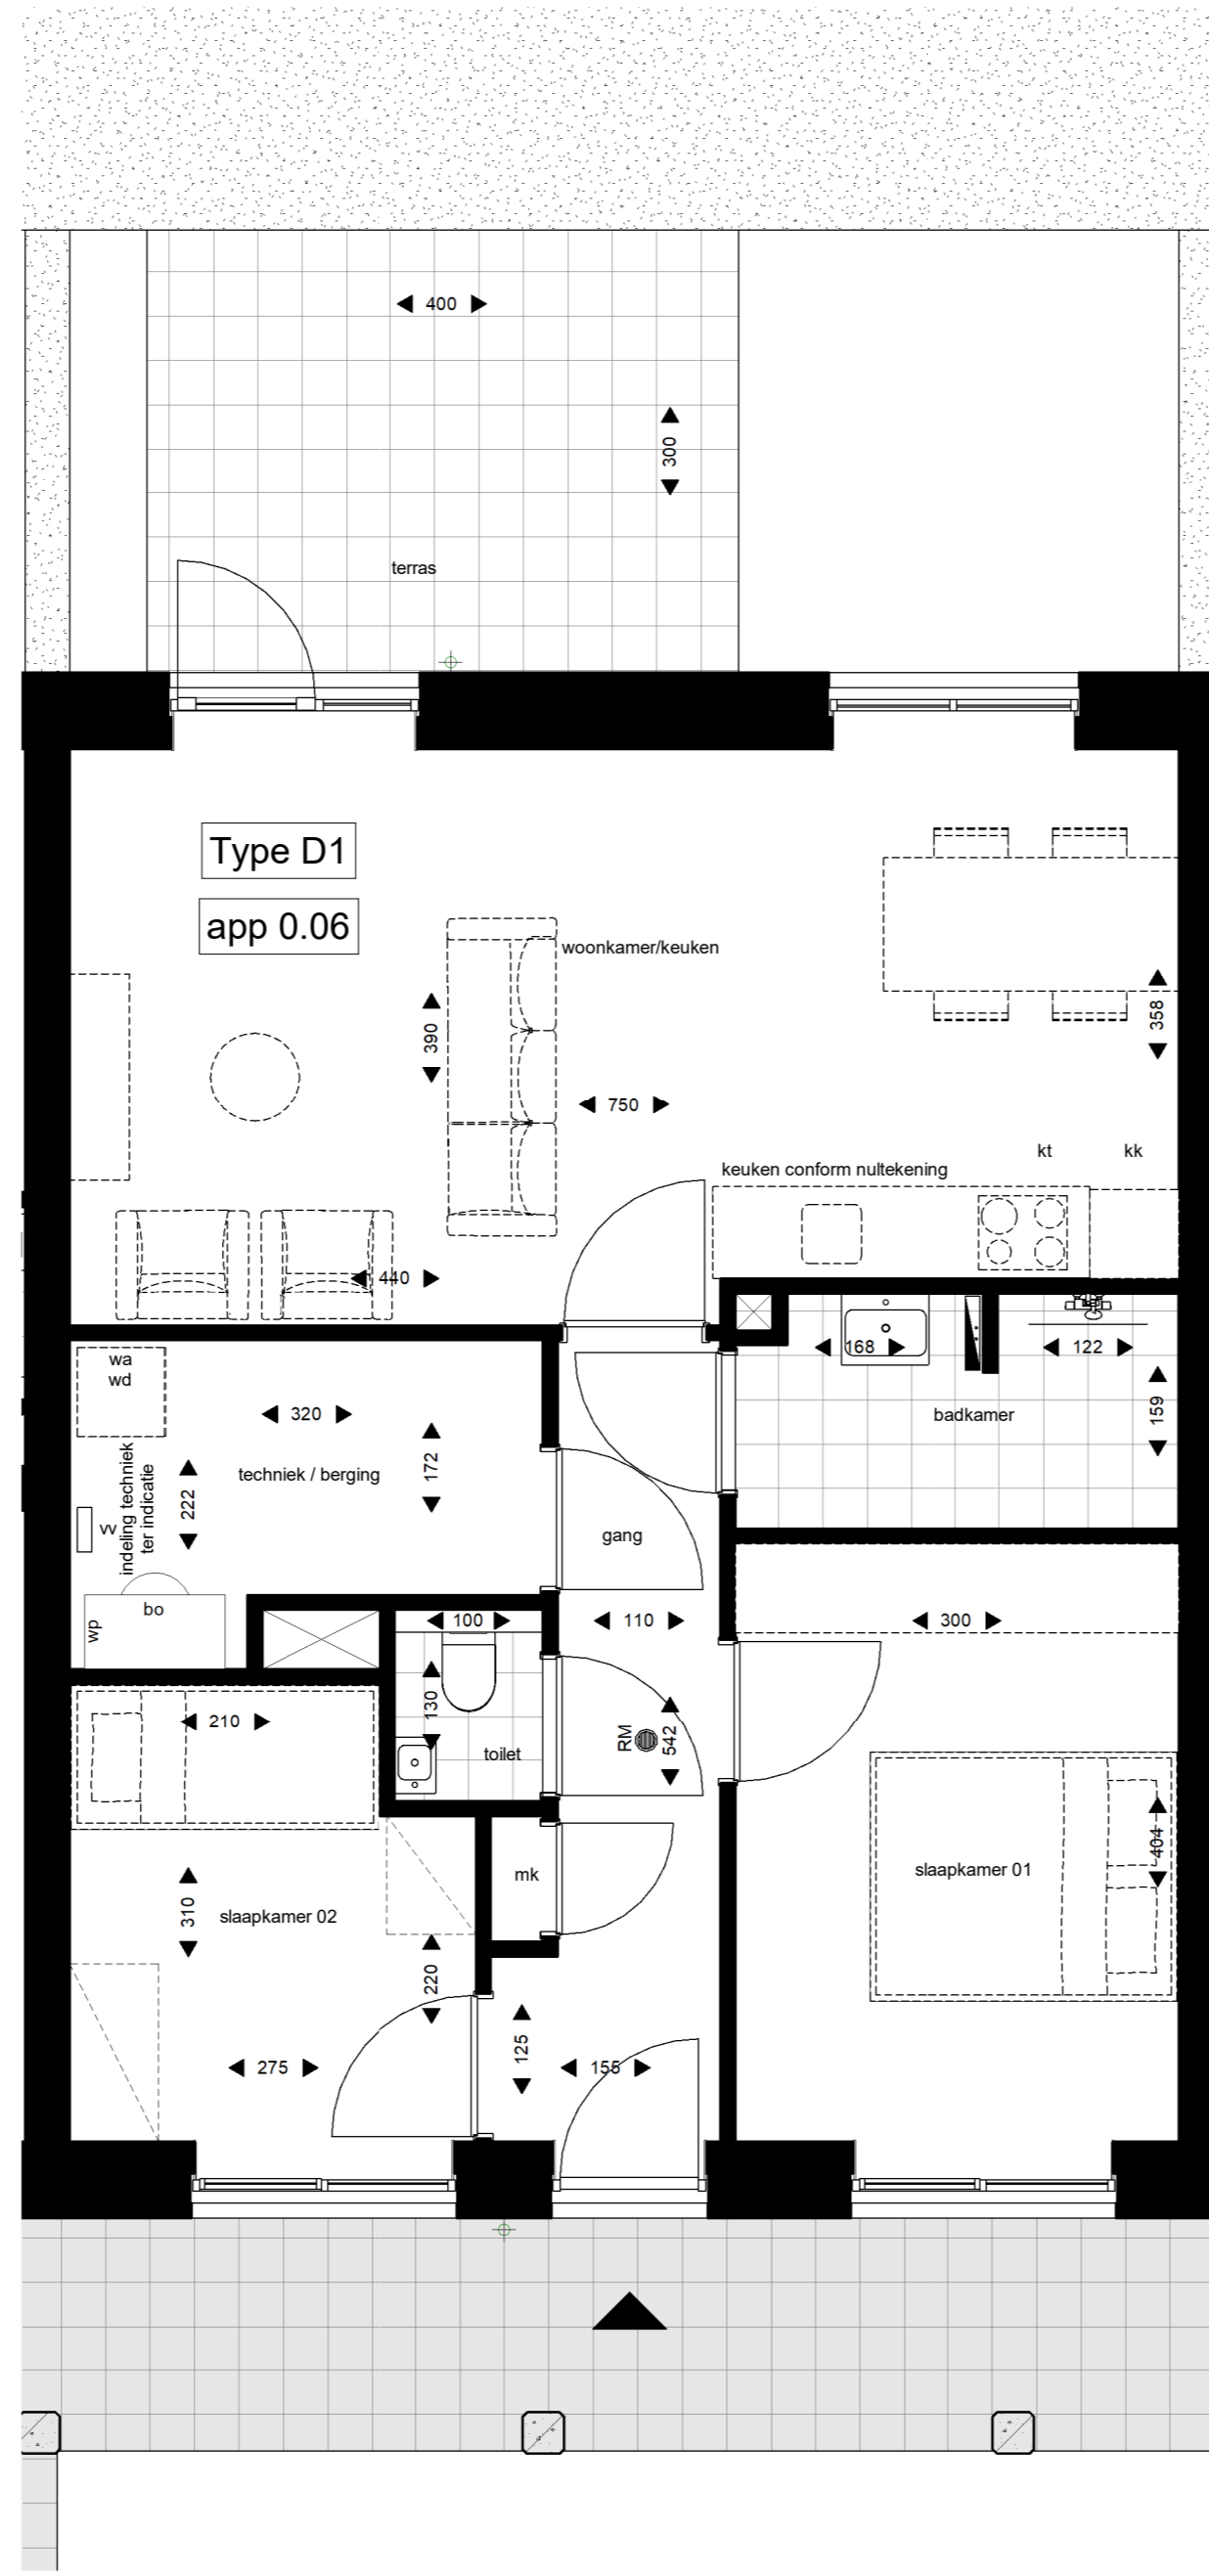 400
300
terras
Type D1
app 0.06
woonkamer/keuken
390
358
750
kt
kk
keuken conform nultekening
440
wa
wd
168
122
320
159
badkamer
172
techniek / berging
222
indeling techniek
ter indicatie
vv
gang
bo
wp
100
110
300
130
210
RM
542
toilet
404
slaapkamer 01
mk
310
slaapkamer 02
220
125
275
155